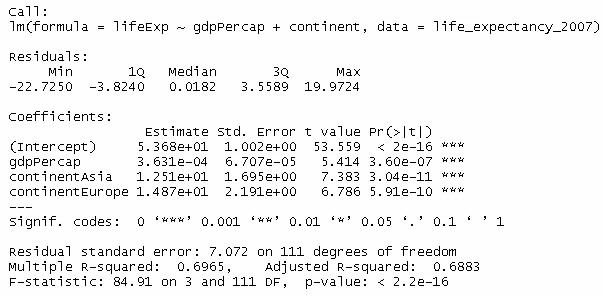 Call:
lm(formula = lifeExp ~ gdpPercap + continent, data = life_expectancy_2007)
Residuals:
Min 1Q Median 3Q Max
-22.7250 -3.8240 0.0182 3.5589 19.9724
Coefficients:
Estimate Std. Error t value Pr(>|t|)
(Intercept) 5.368e+01 1.002e+00 53.559 < 2e-16 ***
gdpPercap 3.631e-04 6.707e-05 5.414 3.60e-07 ***
continentAsia 1.251e+01 1.695e+00 7.383 3.04e-11 ***
continentEurope 1.487e+01 2.191e+00 6.786 5.91e-10 ***
---
Signif. codes: 0 ‘***’ 0.001 ‘**’ 0.01 ‘*’ 0.05 ‘.’ 0.1 ‘ ’ 1
Residual standard error: 7.072 on 111 degrees of freedom
Multiple R-squared: 0.6965, Adjusted R-squared: 0.6883
F-statistic: 84.91 on 3 and 111 DF, p-value: < 2.2e-16